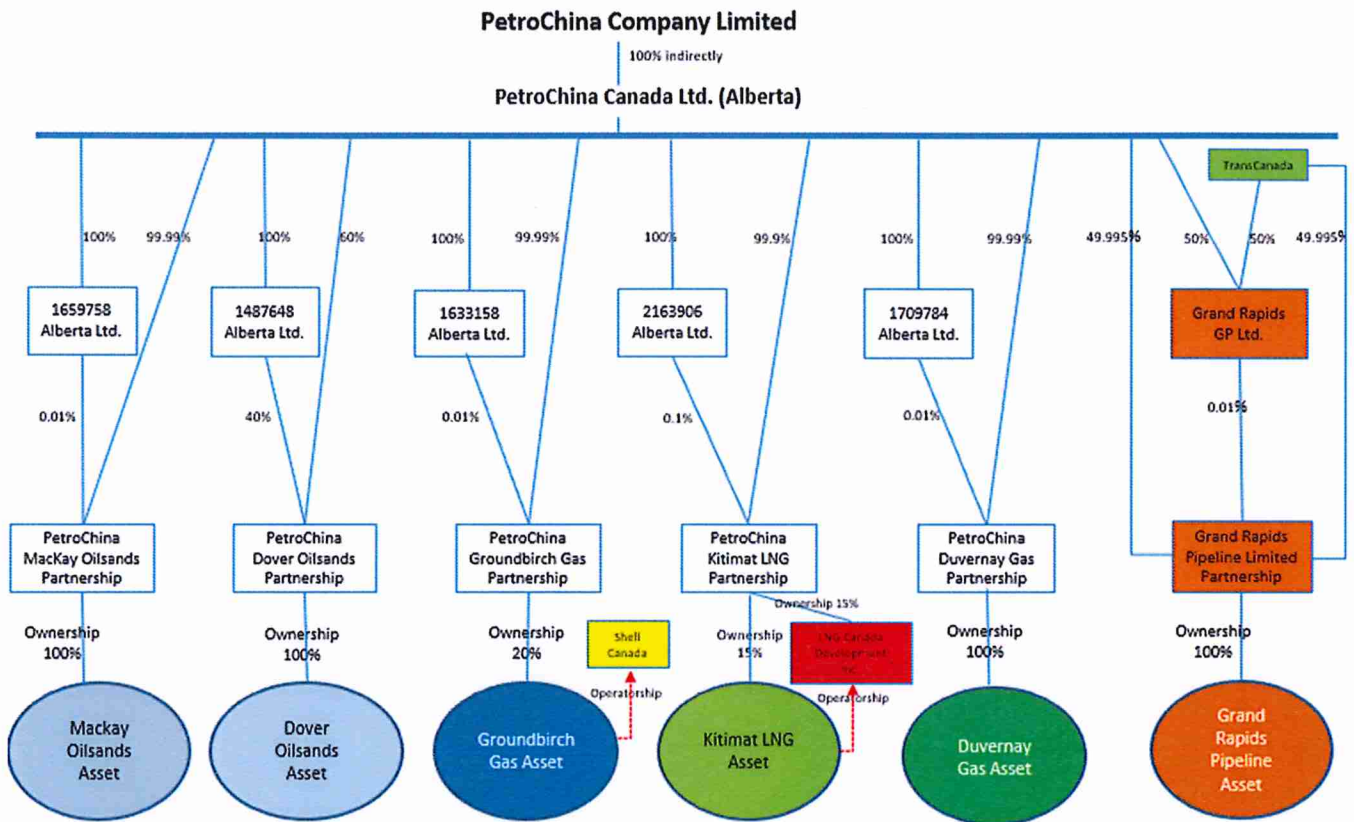 PetroChina Company Limited
100% indirectly
PetroChina Canada Ltd. (Alberta)
TransCanada
100%
99.99%
100%
60%
100%
99.99%
100%
99.9%
100%
99.99%
49.995%
50%
50%
49.995%
1659758
Alberta Ltd.
1487648
Alberta Ltd.
1633158
Alberta Ltd.
2163906
Alberta Ltd.
1709784
Alberta Ltd.
Grand Rapids
GP Ltd.
0.01%
40%
0.01%
0.1%
0.01%
0.01%
PetroChina
MacKay Oilsands
Partnership
PetroChina
Dover Oilsands
Partnership
PetroChina
Groundbirch Gas
Partnership
PetroChina
Kitimat LNG
Partnership
PetroChina
Duvernay Gas
Partnership
Grand Rapids
Pipeline Limited
Partnership
Ownership 15%
Ownership
100%
Ownership
100%
Ownership
20%
Shell
Canada
Ownership
15%
LNG Canada
Development
Inc.
Ownership
100%
Ownership
100%
Operatorship
Operatorship
Mackay
Oilsands
Asset
Dover
Oilsands
Asset
Groundbirch
Gas Asset
Kitimat LNG
Asset
Duvernay
Gas Asset
Grand
Rapids
Pipeline
Asset